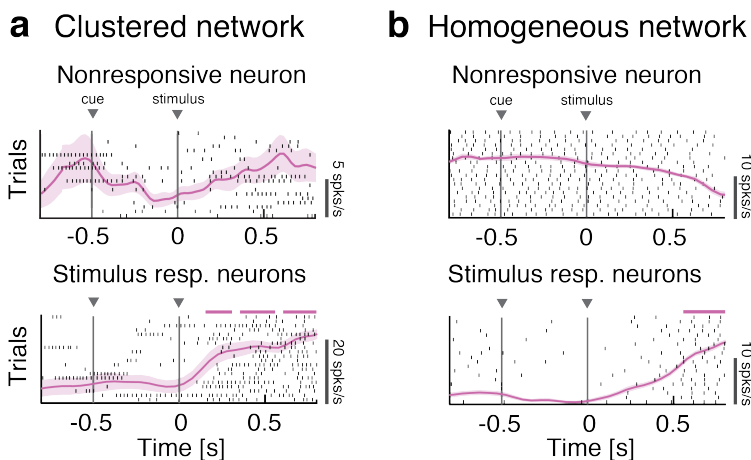 a Clustered network
Nonresponsive neuron
cue stimulus
Trials
5 spks/s
-0.5 0 0.5
Stimulus resp. neurons
Trials
20 spks/s
-0.5 0 0.5
Time [s]
b Homogeneous network
Nonresponsive neuron
cue stimulus
10 spks/s
-0.5 0 0.5
Stimulus resp. neurons
10 spks/s
-0.5 0 0.5
Time [s]